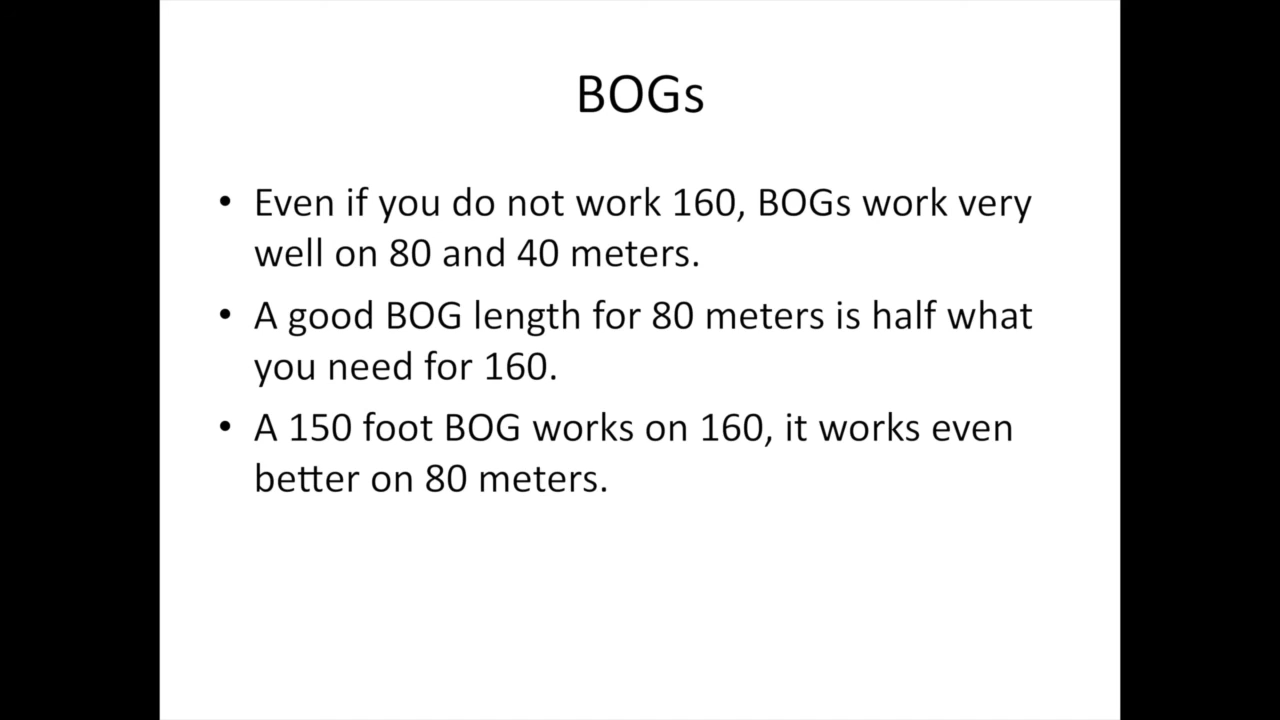 BOGs
• Even if you do not work 160, BOGs work very
well on 80 and 40 meters.
• A good BOG length for 80 meters is half what
you need for 160.
• A 150 foot BOG works on 160, it works even
better on 80 meters.